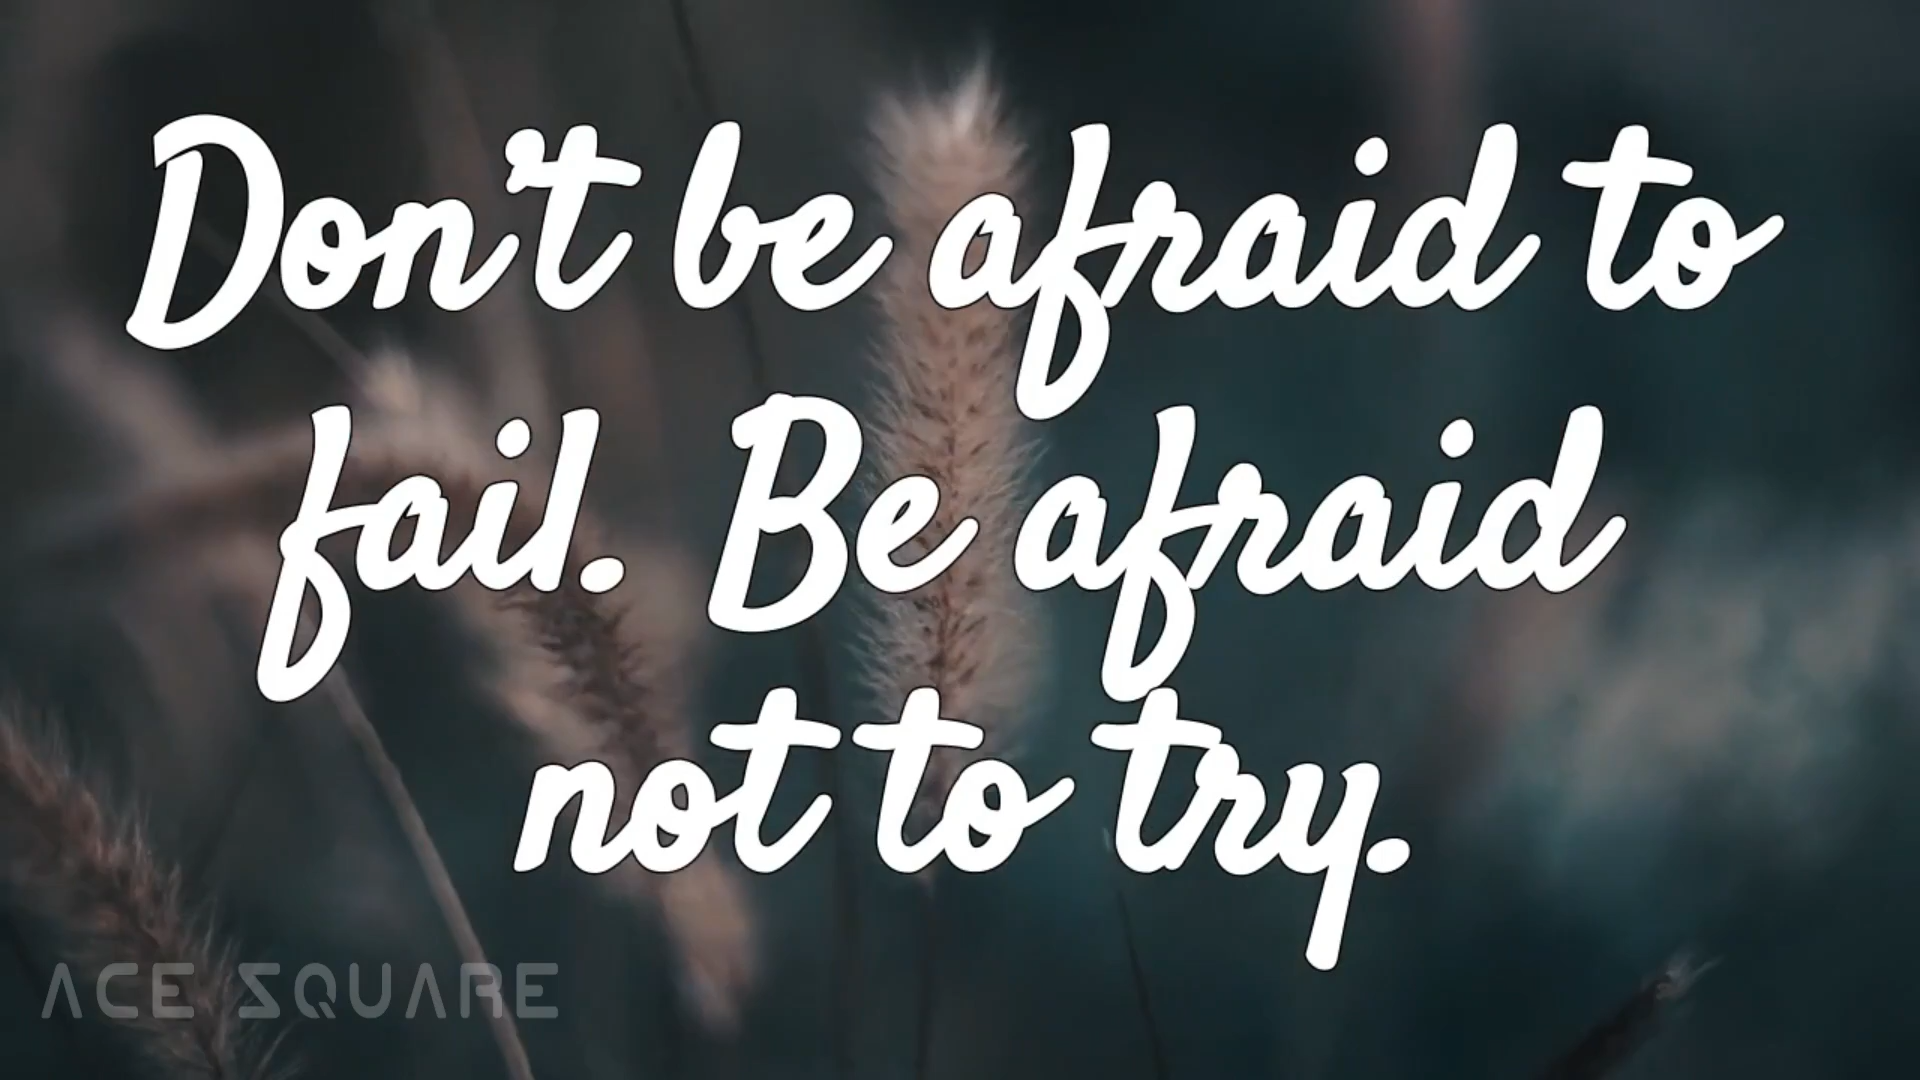 Don't be afraid to
fail. Be afraid
not to try.
ACE SQUARE